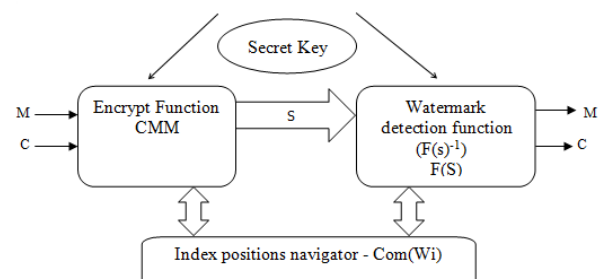 Secret Key
M
C
Encrypt Function
CMM
S
Watermark
detection function
(F(s)⁻¹)
F(S)
M
C
Index positions navigator - Com(Wi)